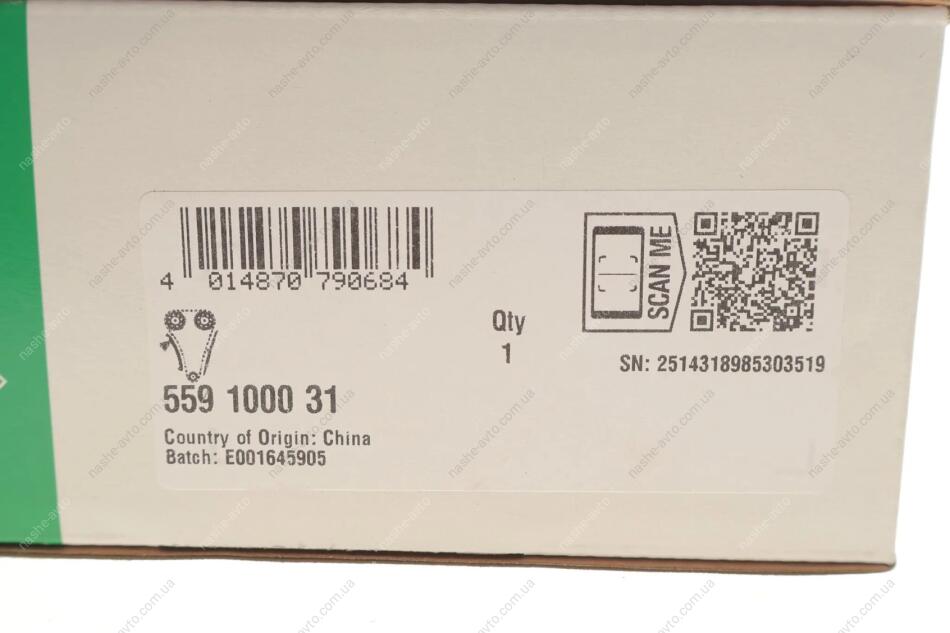 4 014870 790684
SCAN ME
Qty
1
SN: 2514318985303519
559 1000 31
Country of Origin: China
Batch: E001645905
nashe-avto.com.ua